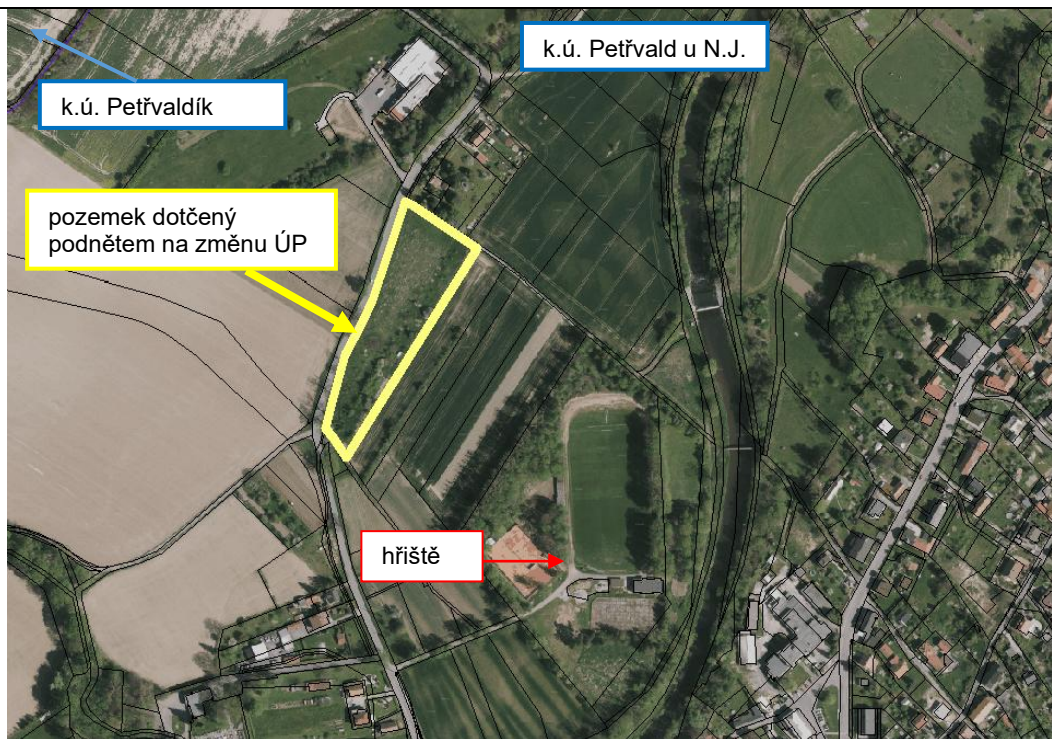 k.ú. Petřvald u N.J.
k.ú. Petřvaldík
pozemek dotčený
podnětem na změnu ÚP
hřiště